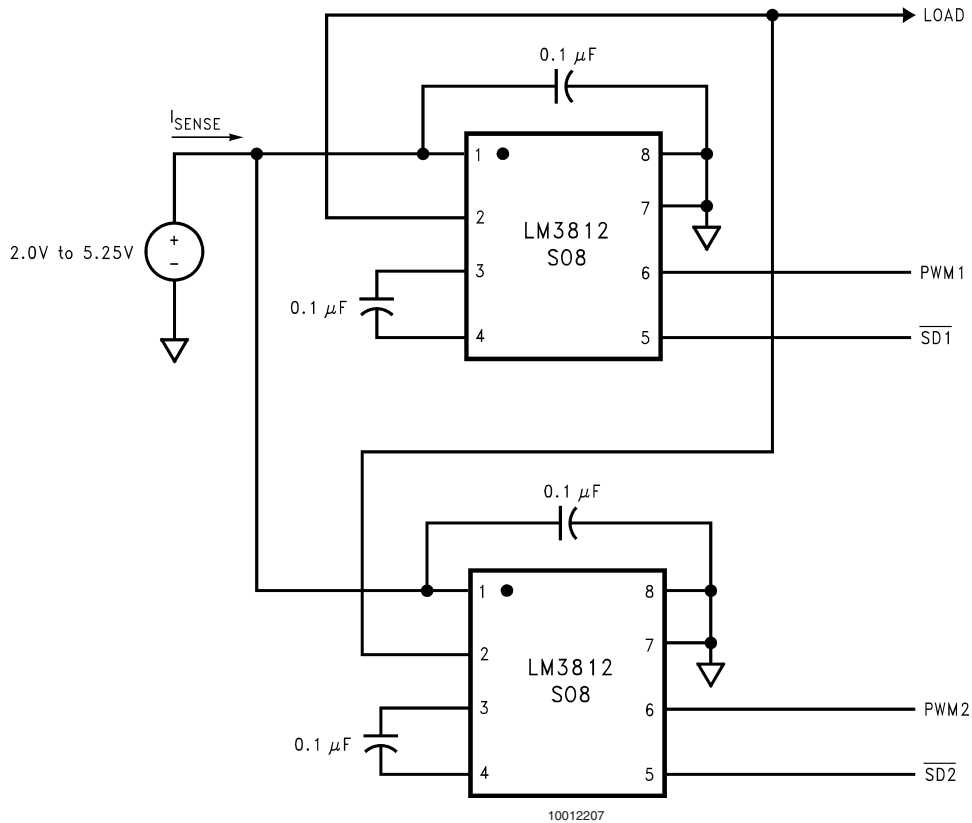 LOAD
0.1 μF
ISENSE
1
8
2
7
LM3812
SO8
2.0V to 5.25V
+
−
3
6
PWM1
0.1 μF
4
5
SD1
0.1 μF
1
8
2
7
LM3812
SO8
3
6
PWM2
0.1 μF
4
5
SD2
10012207